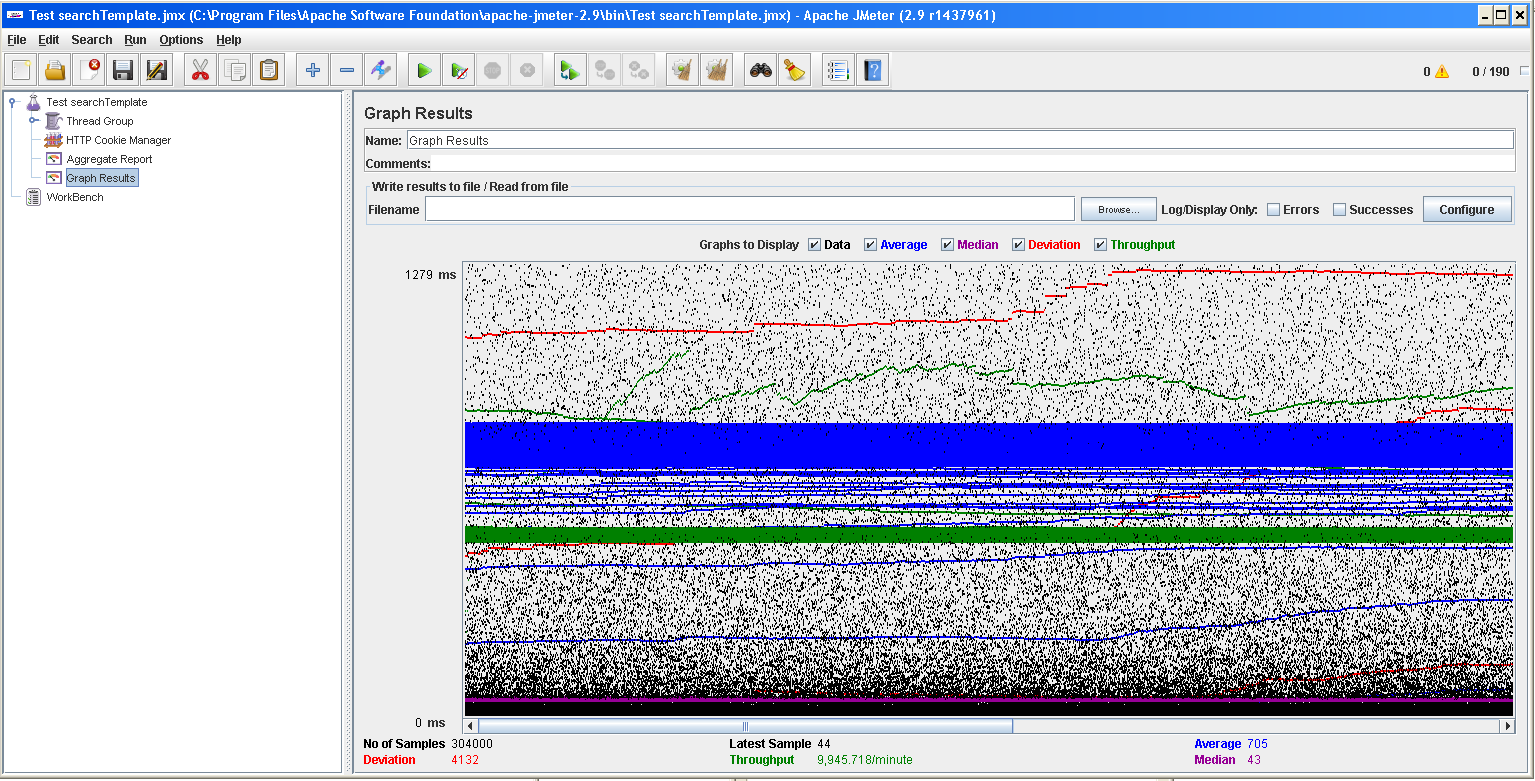 Test searchTemplate.jmx (C:\Program Files\Apache Software Foundation\apache-jmeter-2.9\bin\Test searchTemplate.jmx) - Apache JMeter (2.9 r1437961)
File Edit Search Run Options Help
0 0 / 190
Test searchTemplate
Thread Group
HTTP Cookie Manager
Aggregate Report
Graph Results
WorkBench
Graph Results
Name: Graph Results
Comments:
Write results to file / Read from file
Filename Browse... Log/Display Only: Errors Successes Configure
Graphs to Display Data Average Median Deviation Throughput
1279 ms
0 ms
No of Samples 304000 Latest Sample 44 Average 705
Deviation 4132 Throughput 9,945.718/minute Median 43